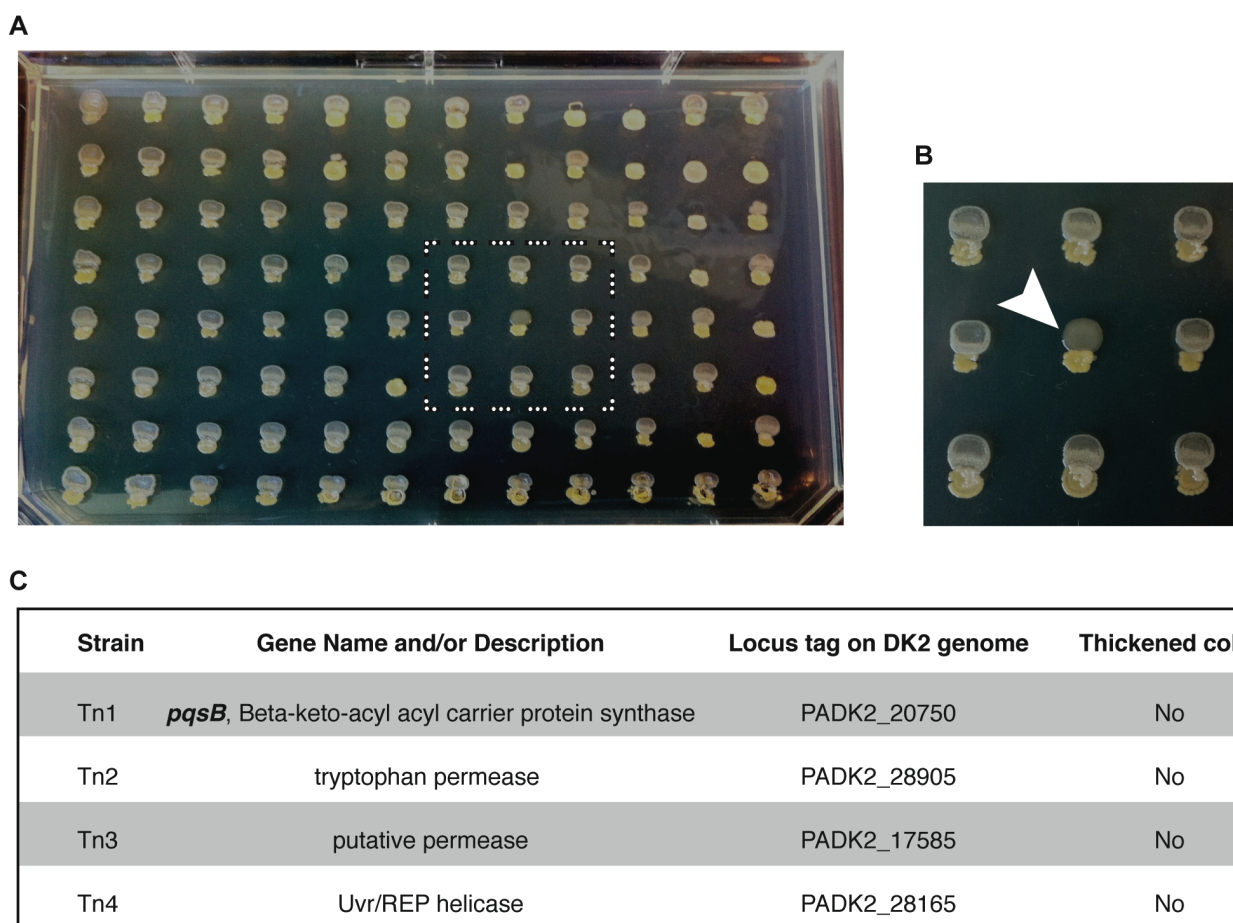 A
B
C
Strain Gene Name and/or Description Locus tag on DK2 genome Thickened col
Tn1 pqsB, Beta-keto-acyl acyl carrier protein synthase PADK2_20750 No
Tn2 tryptophan permease PADK2_28905 No
Tn3 putative permease PADK2_17585 No
Tn4 Uvr/REP helicase PADK2_28165 No